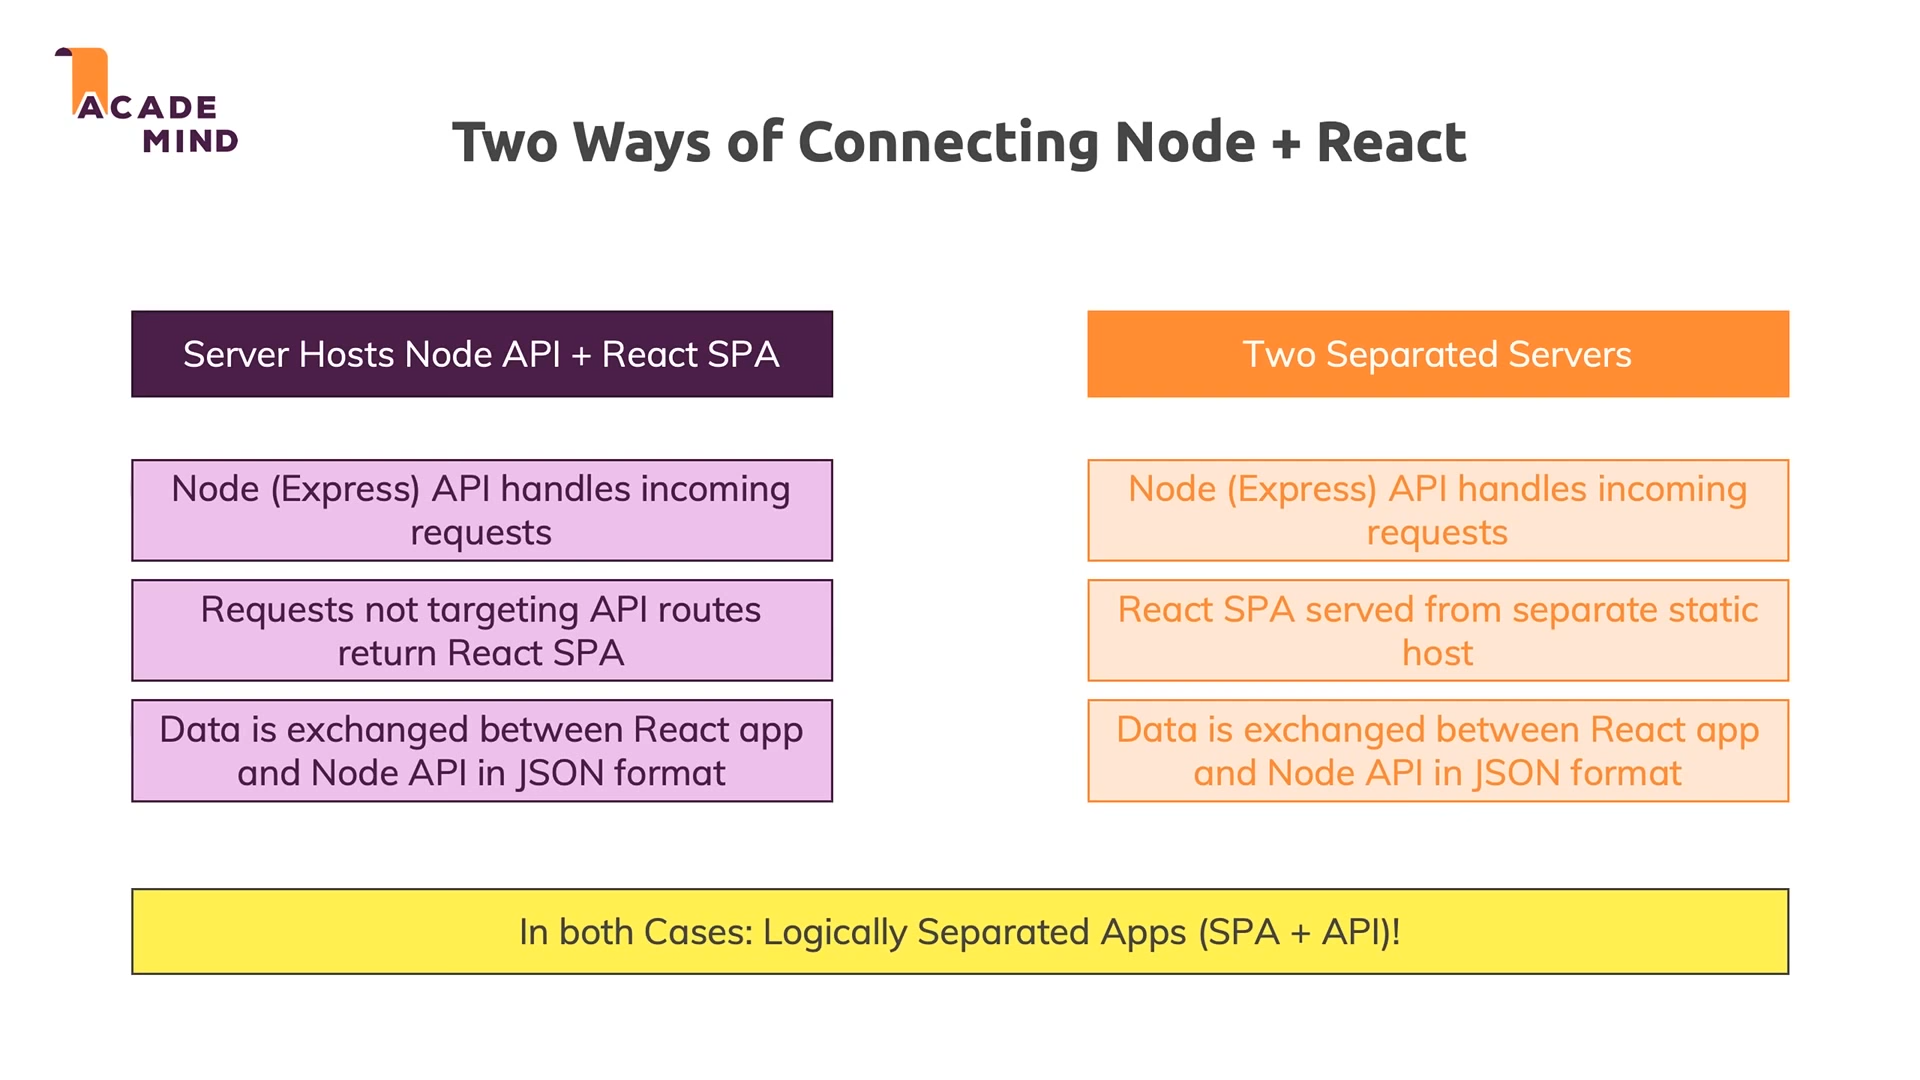 ACADE
MIND
Two Ways of Connecting Node + React
Server Hosts Node API + React SPA
Node (Express) API handles incoming
requests
Requests not targeting API routes
return React SPA
Data is exchanged between React app
and Node API in JSON format
Two Separated Servers
Node (Express) API handles incoming
requests
React SPA served from separate static
host
Data is exchanged between React app
and Node API in JSON format
In both Cases: Logically Separated Apps (SPA + API)!